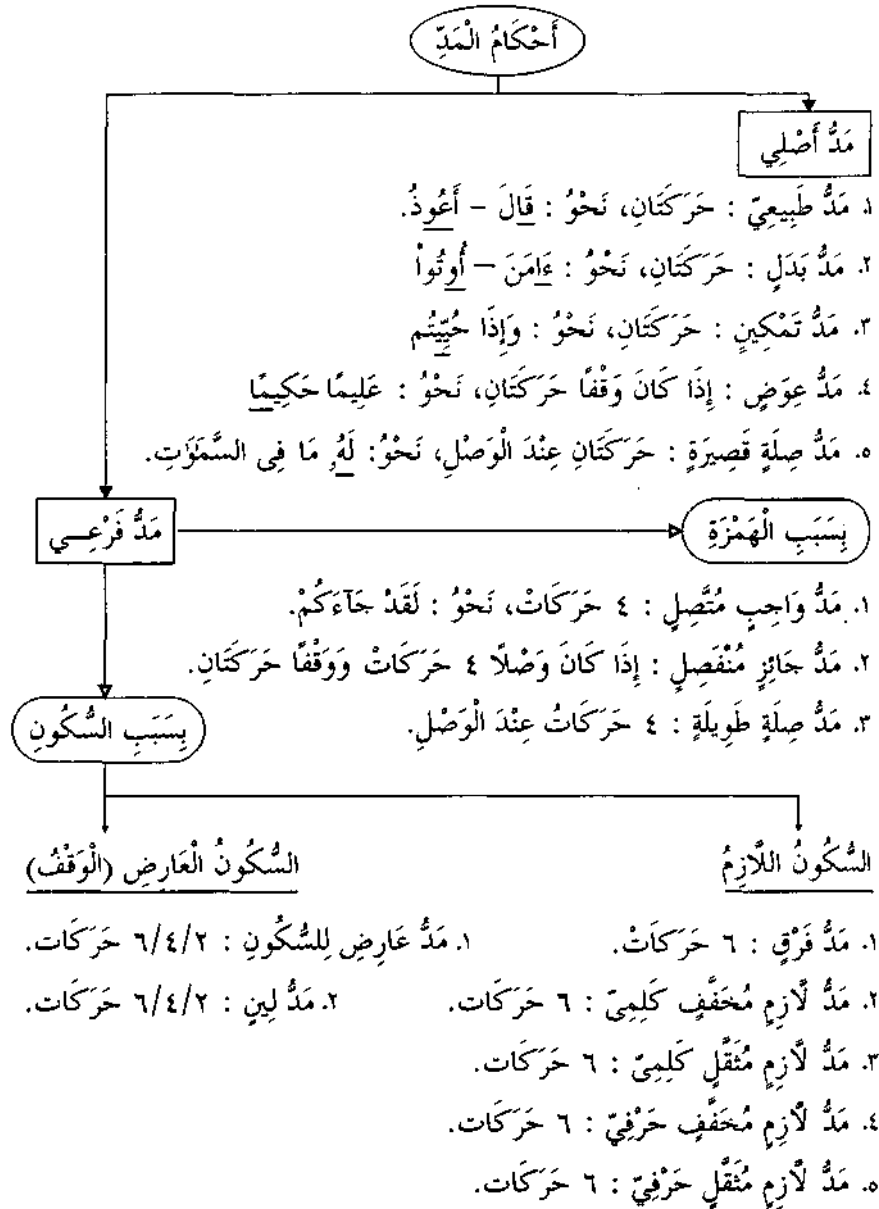 أَحْكَامُ الْمَدِّ
مَدُّ أَصْلِي
١. مَدُّ طَبِيعِيّ : حَرَكَتَانِ، نَحْوُ : قَالَ – أَعُوذُ.
٢. مَدُّ بَدَلٍ : حَرَكَتَانِ، نَحْوُ : ءَامَنَ – أُوتُواْ
٣. مَدُّ تَمْكِينٍ : حَرَكَتَانِ، نَحْوُ : وَإِذَا حُيِّيتُم
٤. مَدُّ عِوَضٍ : إِذَا كَانَ وَقْفًا حَرَكَتَانِ، نَحْوُ : عَلِيمًا حَكِيمًا
٥. مَدُّ صِلَةٍ قَصِيرَةٍ : حَرَكَتَانِ عِنْدَ الْوَصْلِ، نَحْوُ: لَهُۥ مَا فِى السَّمَٰوَٰتِ.
بِسَبَبِ الْهَمْزَةِ
مَدُّ فَرْعِـــي
١. مَدُّ وَاجِبٍ مُتَّصِلٍ : ٤ حَرَكَاتْ، نَحْوُ : لَقَدْ جَآءَكُمْ.
٢. مَدُّ جَائِزٍ مُنْفَصِلٍ : إِذَا كَانَ وَصْلًا ٤ حَرَكَاتْ وَوَقْفًا حَرَكَتَانِ.
٣. مَدُّ صِلَةٍ طَوِيلَةٍ : ٤ حَرَكَاتُ عِنْدَ الْوَصْلِ.
بِسَبَبِ السُّكُونِ
السُّكُونُ اللَّازِمُ
١. مَدُّ فَرْقٍ : ٦ حَرَكَاتْ.
٢. مَدُّ لَّازِمٍ مُخَفَّفٍ كَلِمِىّ : ٦ حَرَكَات.
٣. مَدُّ لَّازِمٍ مُثَقَّلٍ كَلِمِىّ : ٦ حَرَكَات.
٤. مَدُّ لَّازِمٍ مُخَفَّفٍ حَرْفِيّ : ٦ حَرَكَات.
٥. مَدُّ لَّازِمٍ مُثَقَّلٍ حَرْفِيّ : ٦ حَرَكَات.
السُّكُونُ الْعَارِضِ (الْوَقْفُ)
١. مَدُّ عَارِضِ لِلسُّكُونِ : ٦/٤/٢ حَرَكَات.
٢. مَدُّ لِينٍ : ٦/٤/٢ حَرَكَات.